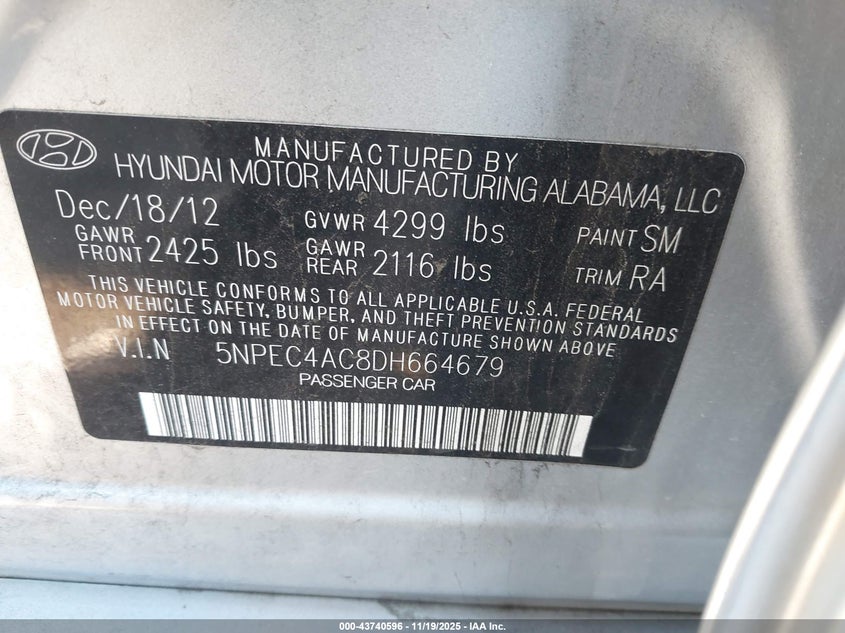 MANUFACTURED BY
HYUNDAI MOTOR MANUFACTURING ALABAMA, LLC
Dec/18/12 GVWR 4299 lbs PAINT SM
GAWR FRONT 2425 lbs GAWR REAR 2116 lbs TRIM RA
THIS VEHICLE CONFORMS TO ALL APPLICABLE U.S.A. FEDERAL
MOTOR VEHICLE SAFETY, BUMPER, AND THEFT PREVENTION STANDARDS
IN EFFECT ON THE DATE OF MANUFACTURE SHOWN ABOVE
V.I.N 5NPEC4AC8DH664679
PASSENGER CAR
000-43740596 - 11/19/2025 - IAA Inc.